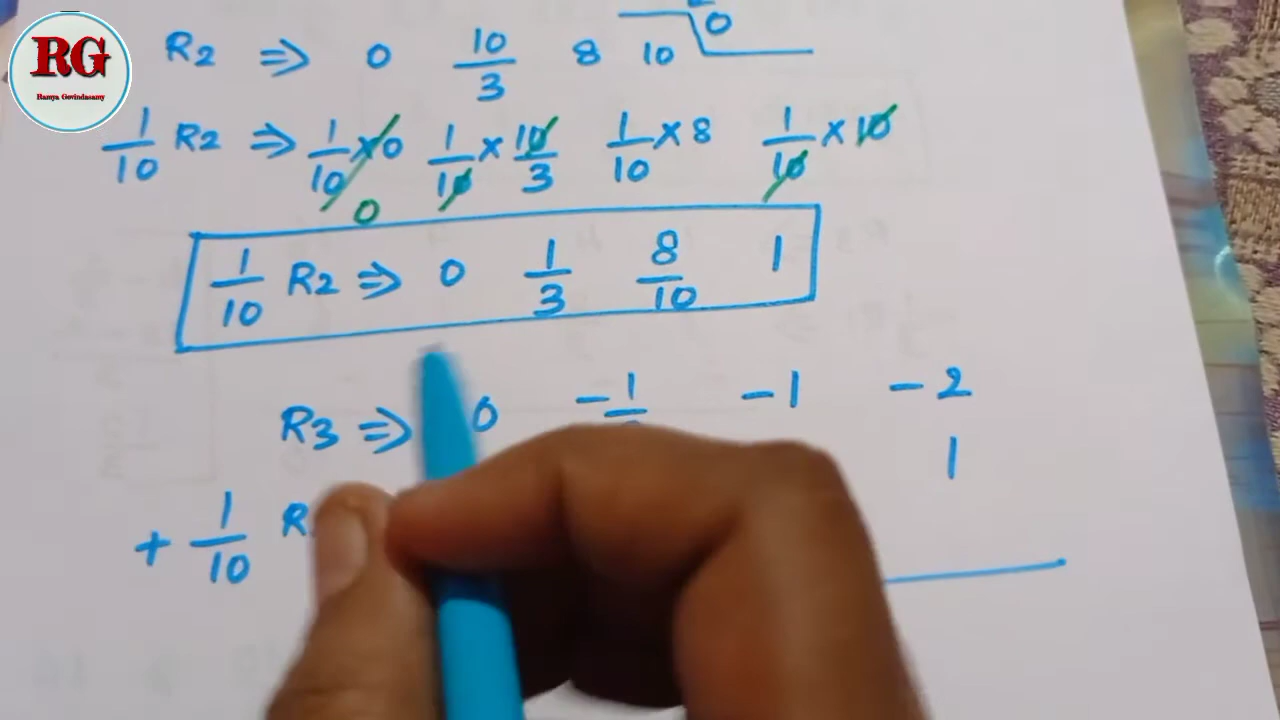 RG
Ramya Govindasamy
0
R2 ⇒ 0 10/3 8 10
1/10 R2 ⇒ 1/10 × 0 1/10 × 10/3 1/10 × 8 1/10 × 10
0
1/10 R2 ⇒ 0 1/3 8/10 1
R3 ⇒ 0 -1 -1 -2
1
+ 1/10 R